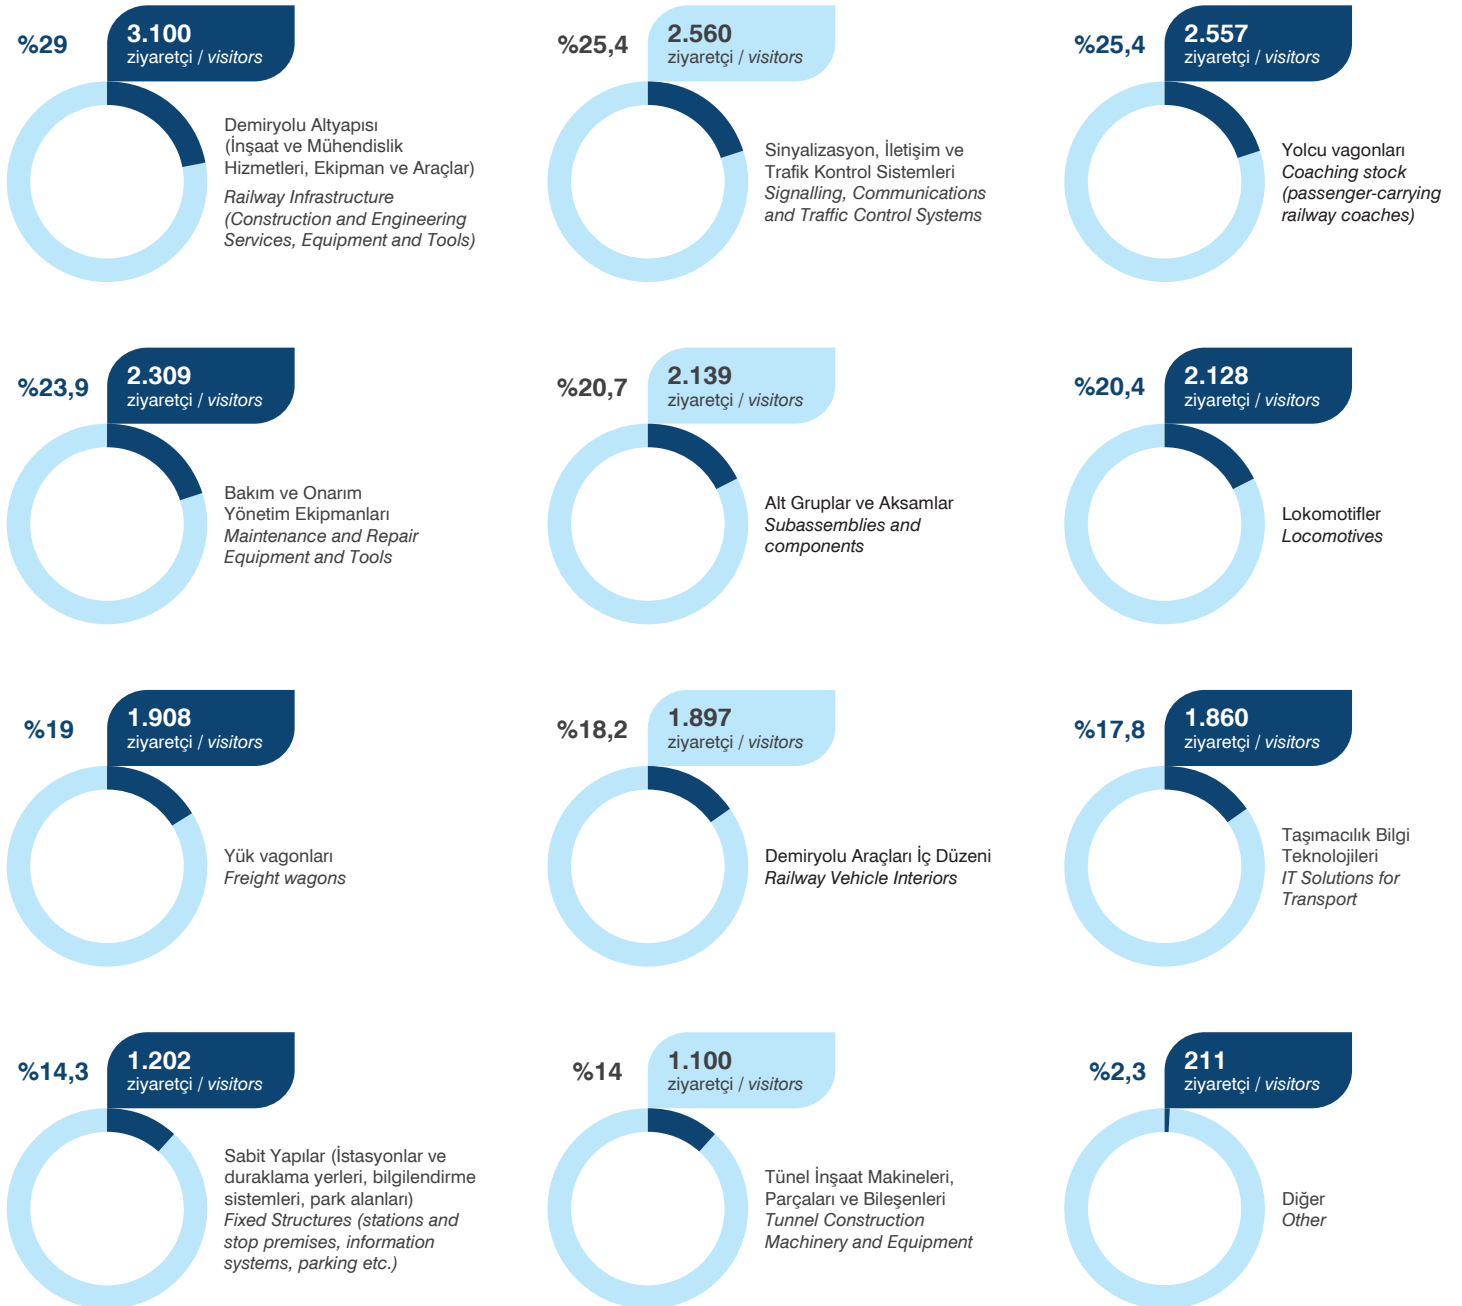 %29
3.100
ziyaretçi / visitors
Demiryolu Altyapısı
(İnşaat ve Mühendislik
Hizmetleri, Ekipman ve Araçlar)
Railway Infrastructure
(Construction and Engineering
Services, Equipment and Tools)
%25,4
2.560
ziyaretçi / visitors
Sinyalizasyon, İletişim ve
Trafik Kontrol Sistemleri
Signalling, Communications
and Traffic Control Systems
%25,4
2.557
ziyaretçi / visitors
Yolcu vagonları
Coaching stock
(passenger-carrying
railway coaches)
%23,9
2.309
ziyaretçi / visitors
Bakım ve Onarım
Yönetim Ekipmanları
Maintenance and Repair
Equipment and Tools
%20,7
2.139
ziyaretçi / visitors
Alt Gruplar ve Aksamlar
Subassemblies and
components
%20,4
2.128
ziyaretçi / visitors
Lokomotifler
Locomotives
%19
1.908
ziyaretçi / visitors
Yük vagonları
Freight wagons
%18,2
1.897
ziyaretçi / visitors
Demiryolu Araçları İç Düzeni
Railway Vehicle Interiors
%17,8
1.860
ziyaretçi / visitors
Taşımacılık Bilgi
Teknolojileri
IT Solutions for
Transport
%14,3
1.202
ziyaretçi / visitors
Sabit Yapılar (İstasyonlar ve
duraklama yerleri, bilgilendirme
sistemleri, park alanları)
Fixed Structures (stations and
stop premises, information
systems, parking etc.)
%14
1.100
ziyaretçi / visitors
Tünel İnşaat Makineleri,
Parçaları ve Bileşenleri
Tunnel Construction
Machinery and Equipment
%2,3
211
ziyaretçi / visitors
Diğer
Other